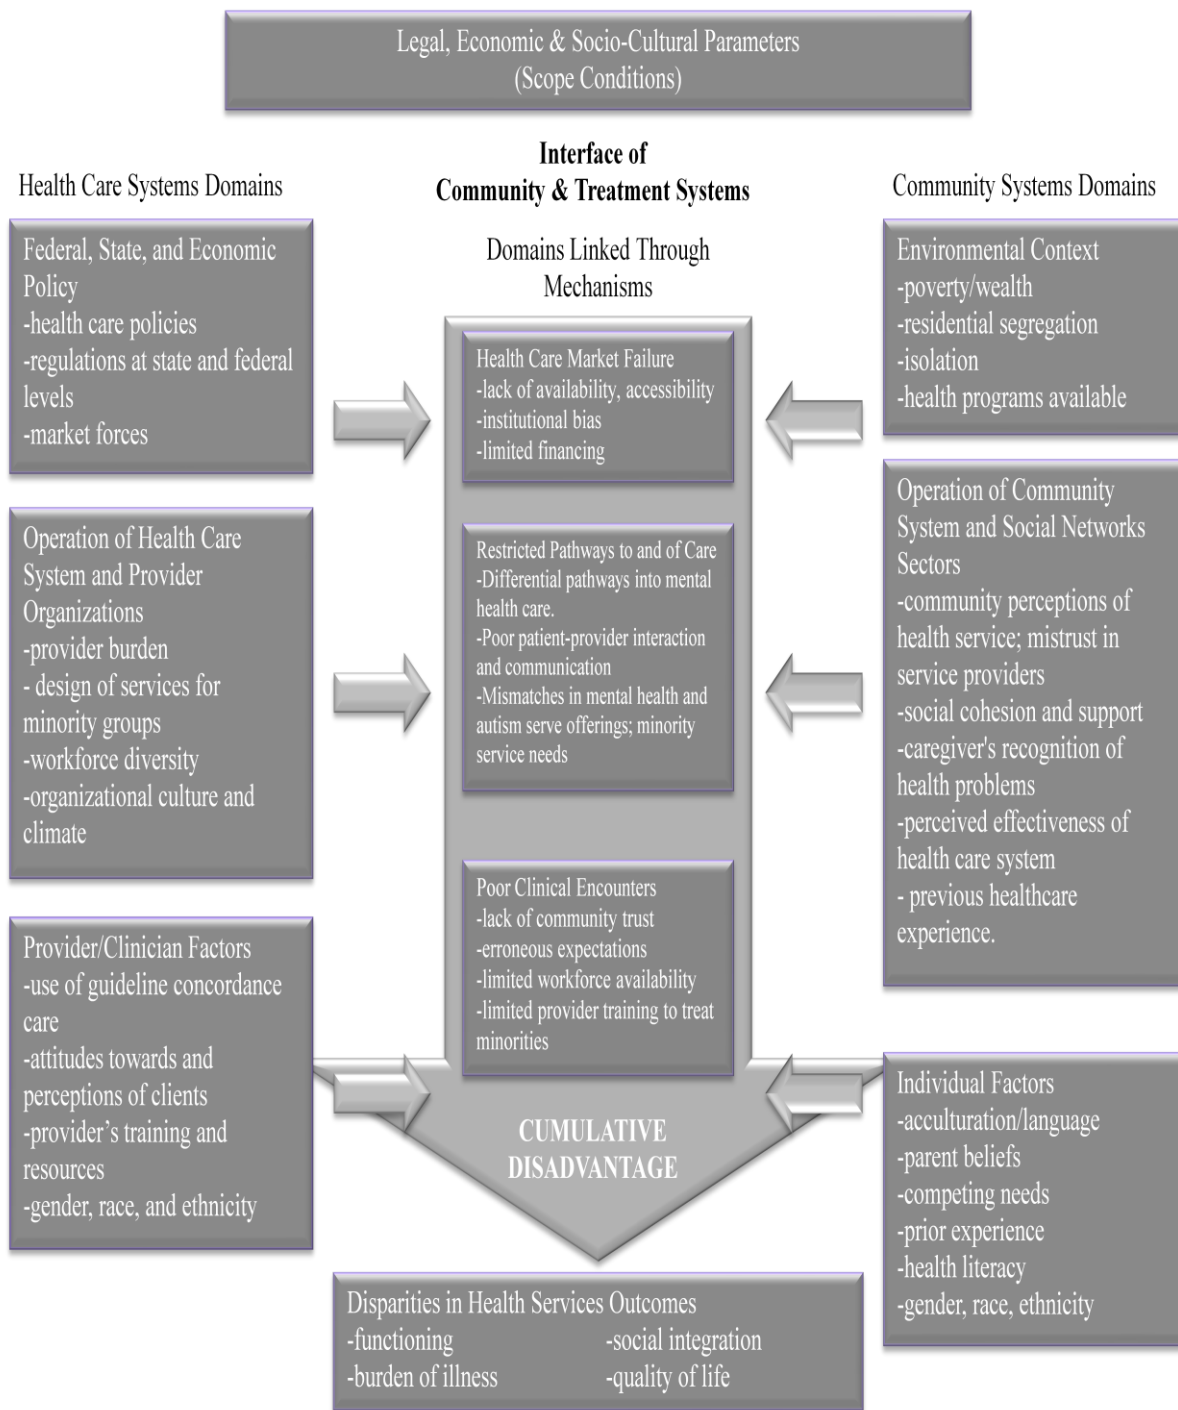 Legal, Economic & Socio-Cultural Parameters
(Scope Conditions)
Health Care Systems Domains
Federal, State, and Economic
Policy
-health care policies
-regulations at state and federal
levels
-market forces
Operation of Health Care
System and Provider
Organizations
-provider burden
- design of services for
minority groups
-workforce diversity
-organizational culture and
climate
Provider/Clinician Factors
-use of guideline concordance
care
-attitudes towards and
perceptions of clients
-provider's training and
resources
-gender, race, and ethnicity
Interface of
Community & Treatment Systems
Domains Linked Through
Mechanisms
Health Care Market Failure
-lack of availability, accessibility
-institutional bias
-limited financing
Restricted Pathways to and of Care
-Differential pathways into mental
health care.
-Poor patient-provider interaction
and communication
-Mismatches in mental health and
autism serve offerings; minority
service needs
Poor Clinical Encounters
-lack of community trust
-erroneous expectations
-limited workforce availability
-limited provider training to treat
minorities
CUMULATIVE
DISADVANTAGE
Community Systems Domains
Environmental Context
-poverty/wealth
-residential segregation
-isolation
-health programs available
Operation of Community
System and Social Networks
Sectors
-community perceptions of
health service; mistrust in
service providers
-social cohesion and support
-caregiver's recognition of
health problems
-perceived effectiveness of
health care system
- previous healthcare
experience.
Individual Factors
-acculturation/language
-parent beliefs
-competing needs
-prior experience
-health literacy
-gender, race, ethnicity
Disparities in Health Services Outcomes
-functioning -social integration
-burden of illness -quality of life